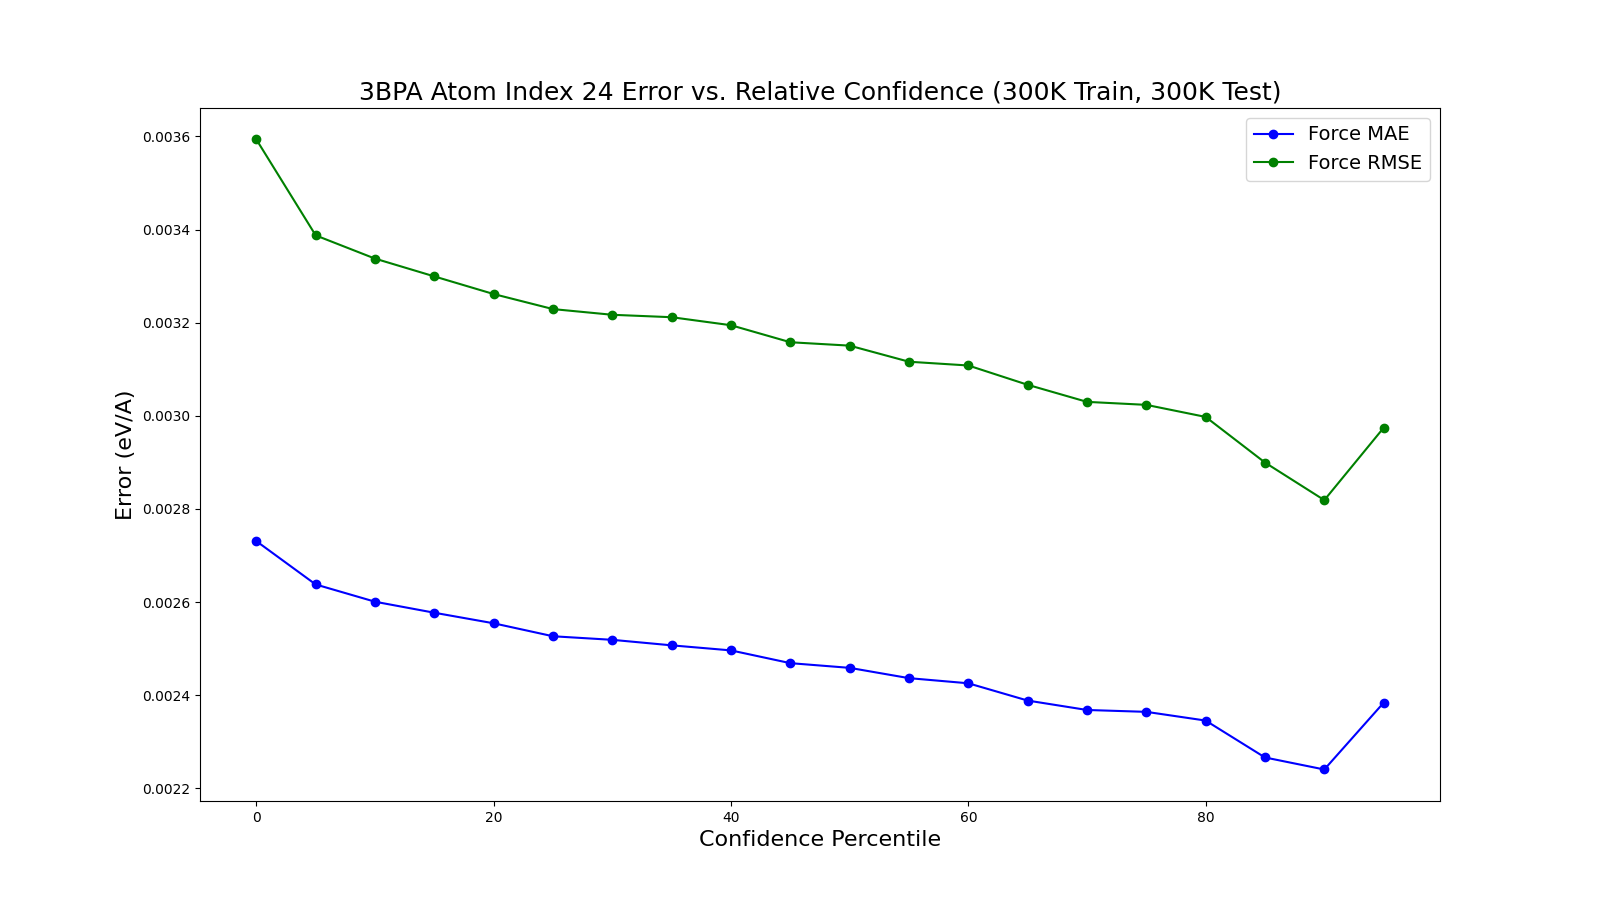 3BPA Atom Index 24 Error vs. Relative Confidence (300K Train, 300K Test)
Force MAE
Force RMSE
0.0036
0.0034
0.0032
0.0030
0.0028
0.0026
0.0024
0.0022
Error (eV/A)
0 20 40 60 80
Confidence Percentile